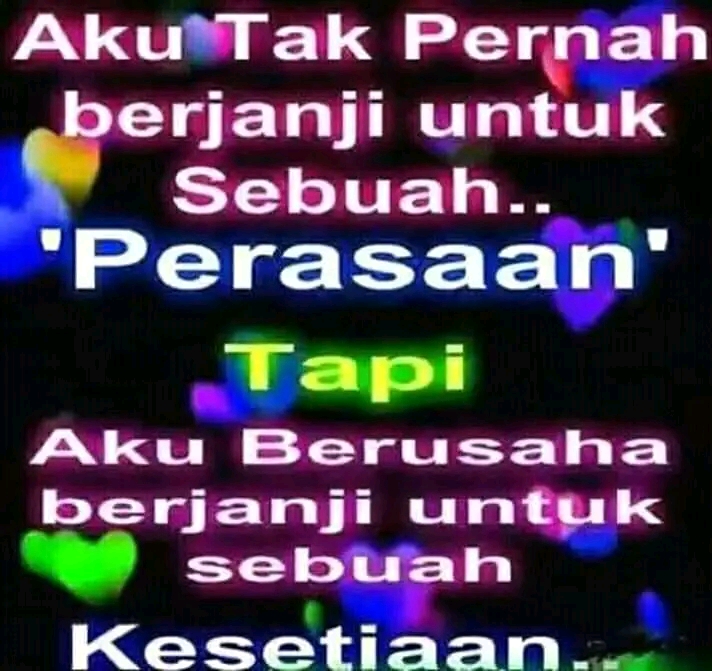 Aku Tak Pernah
berjanji untuk
Sebuah..
'Perasaan'
Tapi
Aku Berusaha
berjanji untuk
sebuah
Kesetiaan..